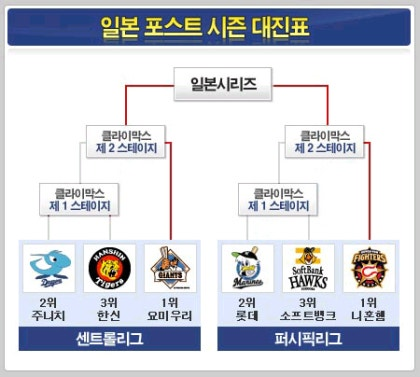 일본 포스트 시즌 대진표
일본시리즈
클라이막스
제 2 스테이지
클라이막스
제 2 스테이지
클라이막스
제 1 스테이지
클라이막스
제 1 스테이지
Dragons
HANSHIN
Tigers
GIANTS
Marines
SoftBank
HAWKS
FIGHTERS
2위
주니치
3위
한신
1위
요미우리
2위
롯데
3위
소프트뱅크
1위
니혼햄
센트롤리그
퍼시픽리그